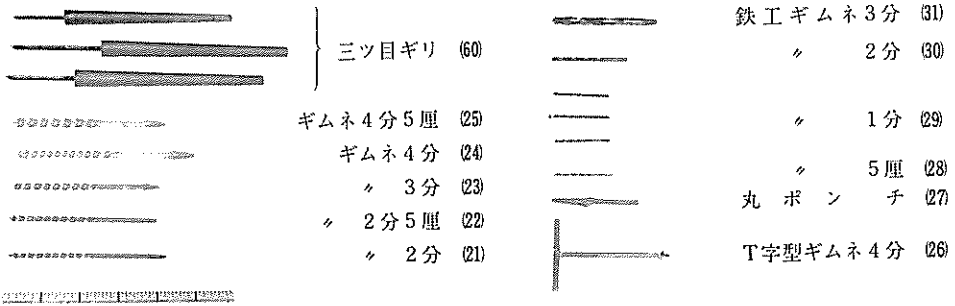 三ツ目ギリ (60)
ギムネ4分5厘 (25)
ギムネ4分 (24)
〃 3分 (23)
〃 2分5厘 (22)
〃 2分 (21)
鉄工ギムネ3分 (31)
〃 2分 (30)
〃 1分 (29)
〃 5厘 (28)
丸ポンチ (27)
T字型ギムネ4分 (26)